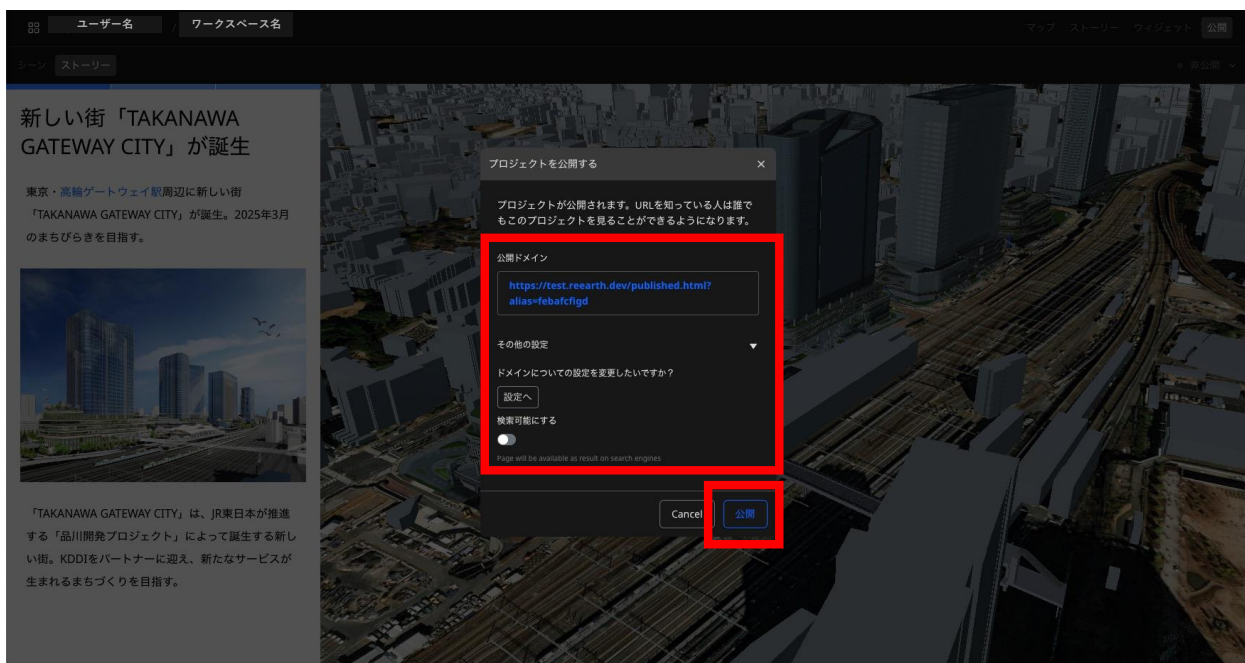 ユーザー名 / ワークスペース名
マップ ストーリー ウィジェット 公開
シーン ストーリー
非公開
新しい街「TAKANAWA
GATEWAY CITY」が誕生
東京・高輪ゲートウェイ駅周辺に新しい街
「TAKANAWA GATEWAY CITY」が誕生。2025年3月
のまちびらきを目指す。
「TAKANAWA GATEWAY CITY」は、JR東日本が推進
する「品川開発プロジェクト」によって誕生する新し
い街。KDDIをパートナーに迎え、新たなサービスが
生まれるまちづくりを目指す。
プロジェクトを公開する
プロジェクトが公開されます。URLを知っている人は誰で
もこのプロジェクトを見ることができるようになります。
公開ドメイン
https://test.reearth.dev/published.html?
alias=febafcfigd
その他の設定
ドメインについての設定を変更したいですか？
設定へ
検索可能にする
Page will be available as result on search engines
Cancel 公開